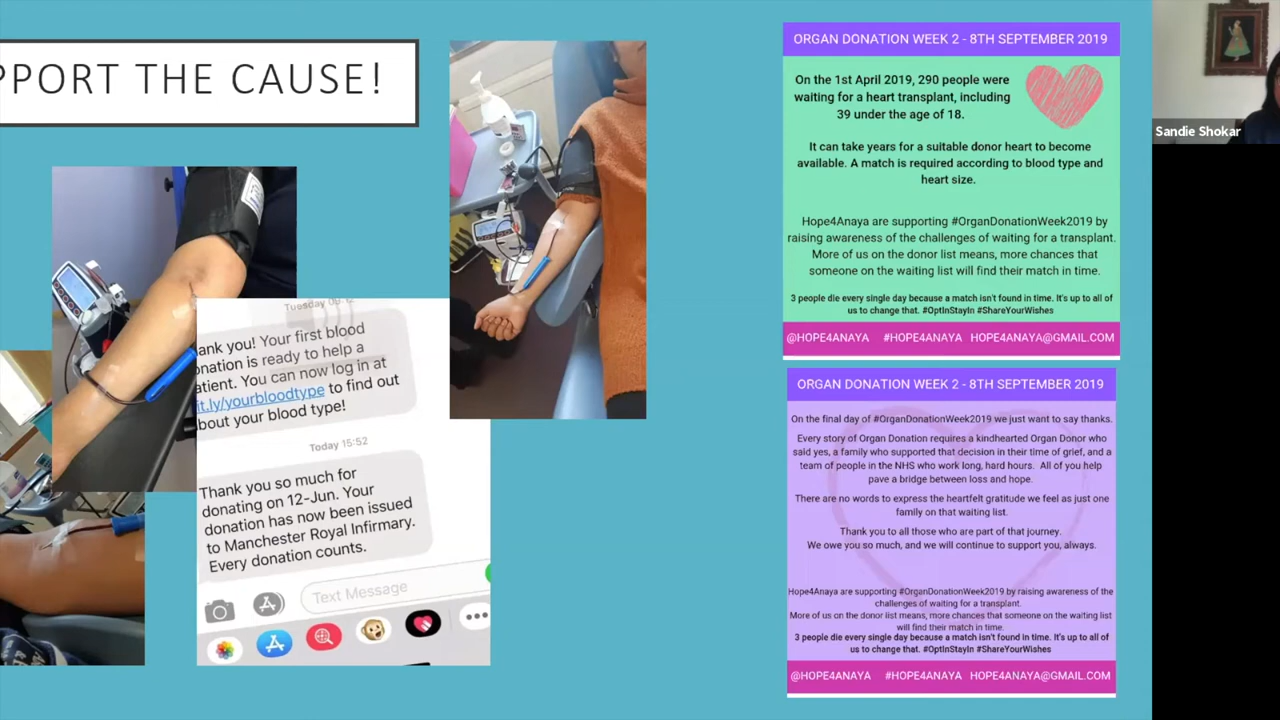 PPORT THE CAUSE!
Tuesday
ank you! Your first blood
onation is ready to help a
atient. You can now log in at
it.ly/yourbloodtype to find out
bout your blood type!
Today 15:52
Thank you so much for
donating on 12-Jun. Your
donation has now been issued
to Manchester Royal Infirmary.
Every donation counts.
Text Message
ORGAN DONATION WEEK 2 - 8TH SEPTEMBER 2019
On the 1st April 2019, 290 people were
waiting for a heart transplant, including
39 under the age of 18.
It can take years for a suitable donor heart to become
available. A match is required according to blood type and
heart size.
Hope4Anaya are supporting #OrganDonationWeek2019 by
raising awareness of the challenges of waiting for a transplant.
More of us on the donor list means, more chances that
someone on the waiting list will find their match in time.
3 people die every single day because a match isn't found in time. It's up to all of
us to change that. #OptInStayIn #ShareYourWishes
@HOPE4ANAYA #HOPE4ANAYA HOPE4ANAYA@GMAIL.COM
ORGAN DONATION WEEK 2 - 8TH SEPTEMBER 2019
On the final day of #OrganDonationWeek2019 we just want to say thanks.
Every story of Organ Donation requires a kindhearted Organ Donor who
said yes, a family who supported that decision in their time of grief, and a
team of people in the NHS who work long, hard hours. All of you help
pave a bridge between loss and hope.
There are no words to express the heartfelt gratitude we feel as just one
family on that waiting list.
Thank you to all those who are part of that journey.
We owe you so much, and we will continue to support you, always.
Hope4Anaya are supporting #OrganDonationWeek2019 by raising awareness of the
challenges of waiting for a transplant.
More of us on the donor list means, more chances that someone on the waiting list
will find their match in time.
3 people die every single day because a match isn't found in time. It's up to all of
us to change that. #OptInStayIn #ShareYourWishes
@HOPE4ANAYA #HOPE4ANAYA HOPE4ANAYA@GMAIL.COM
Sandie Shokar